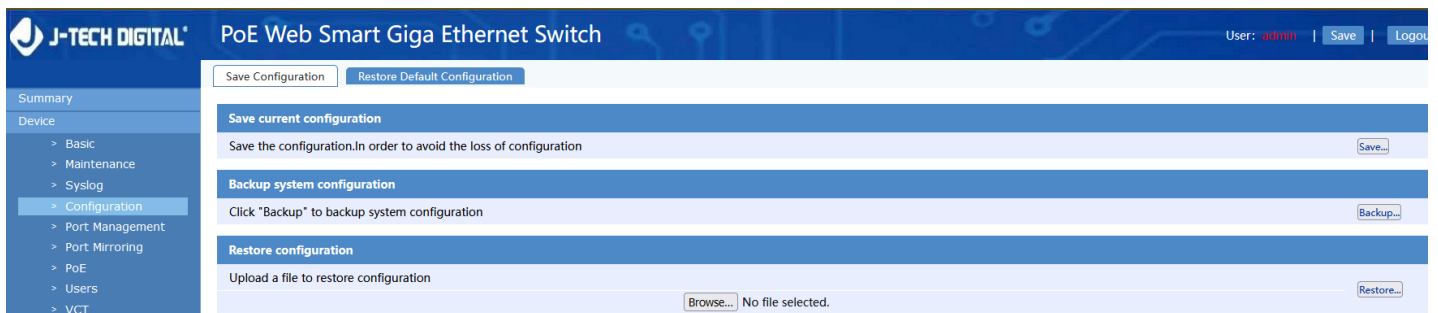 J-TECH DIGITAL
PoE Web Smart Giga Ethernet Switch
User: admin | Save | Logou
Save Configuration Restore Default Configuration
Summary
Device
> Basic
> Maintenance
> Syslog
> Configuration
> Port Management
> Port Mirroring
> PoE
> Users
> VCT
Save current configuration
Save the configuration.In order to avoid the loss of configuration Save...
Backup system configuration
Click "Backup" to backup system configuration Backup...
Restore configuration
Upload a file to restore configuration
Restore...
Browse... No file selected.